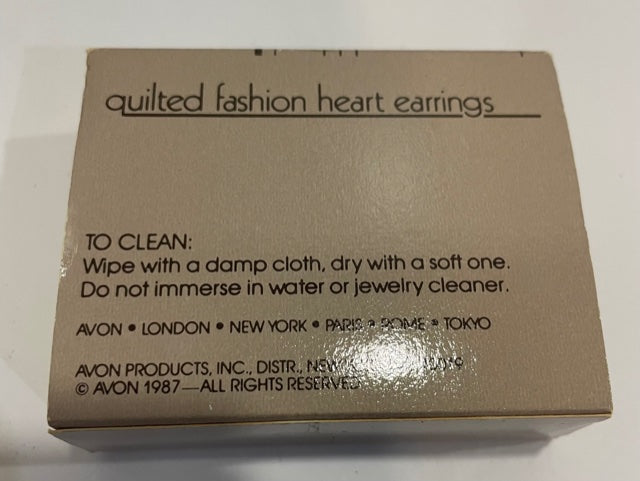 quilted fashion heart earrings
TO CLEAN:
Wipe with a damp cloth, dry with a soft one.
Do not immerse in water or jewelry cleaner.
AVON • LONDON • NEW YORK • PARIS • ROME • TOKYO
AVON PRODUCTS, INC., DISTR., NEW 10019
© AVON 1987—ALL RIGHTS RESERVED